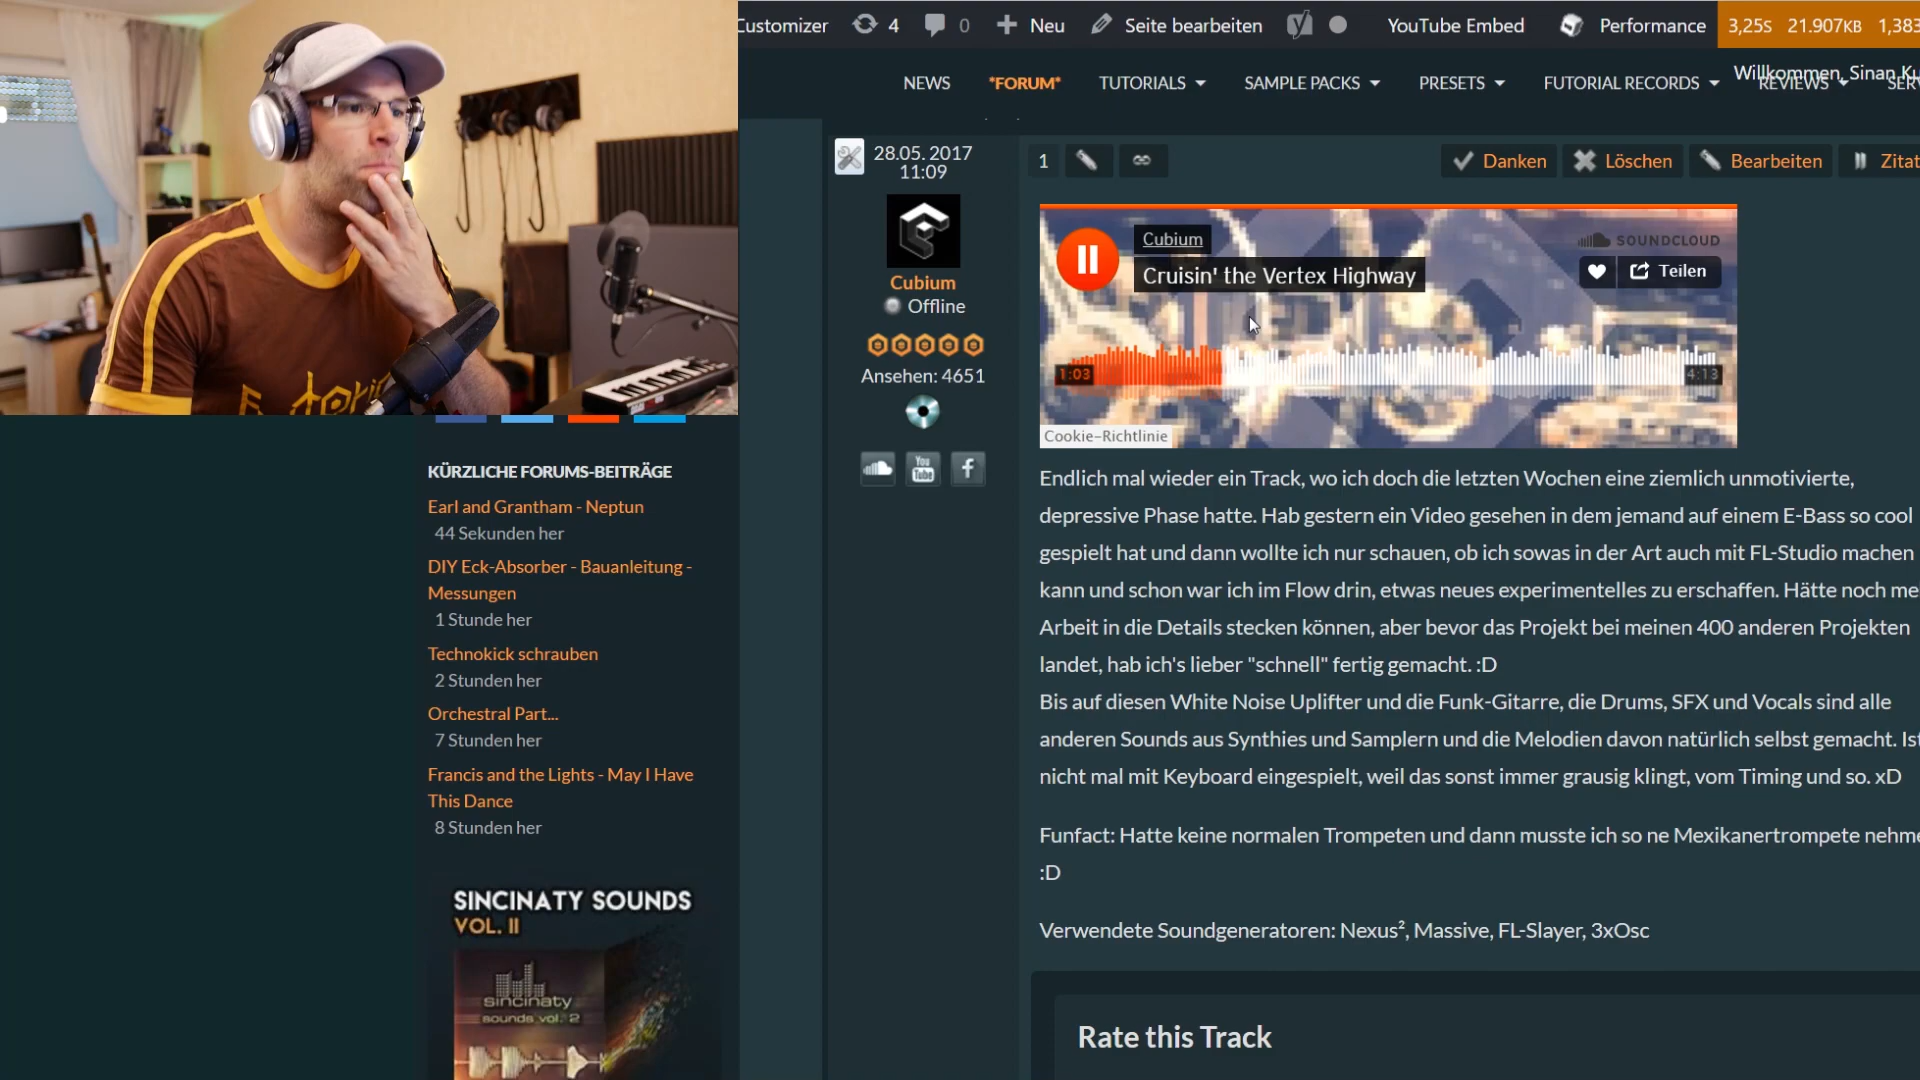 Customizer
4
0
Neu
Seite bearbeiten
YouTube Embed
Performance
3,25S 21.907KB
NEWS
*FORUM*
TUTORIALS
SAMPLE PACKS
PRESETS
FUTORIAL RECORDS
Willkommen, Sinan
REVIEWS
28.05. 2017
11:09
1
Danken
Löschen
Bearbeiten
Cubium
Offline
Ansehen: 4651
You
Tube
Cubium
Cruisin' the Vertex Highway
SOUNDCLOUD
Teilen
1:03
4:13
Cookie-Richtlinie
Endlich mal wieder ein Track, wo ich doch die letzten Wochen eine ziemlich unmotivierte,
depressive Phase hatte. Hab gestern ein Video gesehen in dem jemand auf einem E-Bass so cool
gespielt hat und dann wollte ich nur schauen, ob ich sowas in der Art auch mit FL-Studio machen
kann und schon war ich im Flow drin, etwas neues experimentelles zu erschaffen. Hätte noch me
Arbeit in die Details stecken können, aber bevor das Projekt bei meinen 400 anderen Projekten
landet, hab ich's lieber "schnell" fertig gemacht. :D
Bis auf diesen White Noise Uplifter und die Funk-Gitarre, die Drums, SFX und Vocals sind alle
anderen Sounds aus Synthies und Samplern und die Melodien davon natürlich selbst gemacht. Ist
nicht mal mit Keyboard eingespielt, weil das sonst immer grausig klingt, vom Timing und so. xD
Funfact: Hatte keine normalen Trompeten und dann musste ich so ne Mexikanertrompete nehme
:D
Verwendete Soundgeneratoren: Nexus², Massive, FL-Slayer, 3xOsc
Rate this Track
KÜRZLICHE FORUMS-BEITRÄGE
Earl and Grantham - Neptun
44 Sekunden her
DIY Eck-Absorber - Bauanleitung -
Messungen
1 Stunde her
Technokick schrauben
2 Stunden her
Orchestral Part...
7 Stunden her
Francis and the Lights - May I Have
This Dance
8 Stunden her
SINCINATY SOUNDS
VOL. II
sincinaty
sounds vol. 2